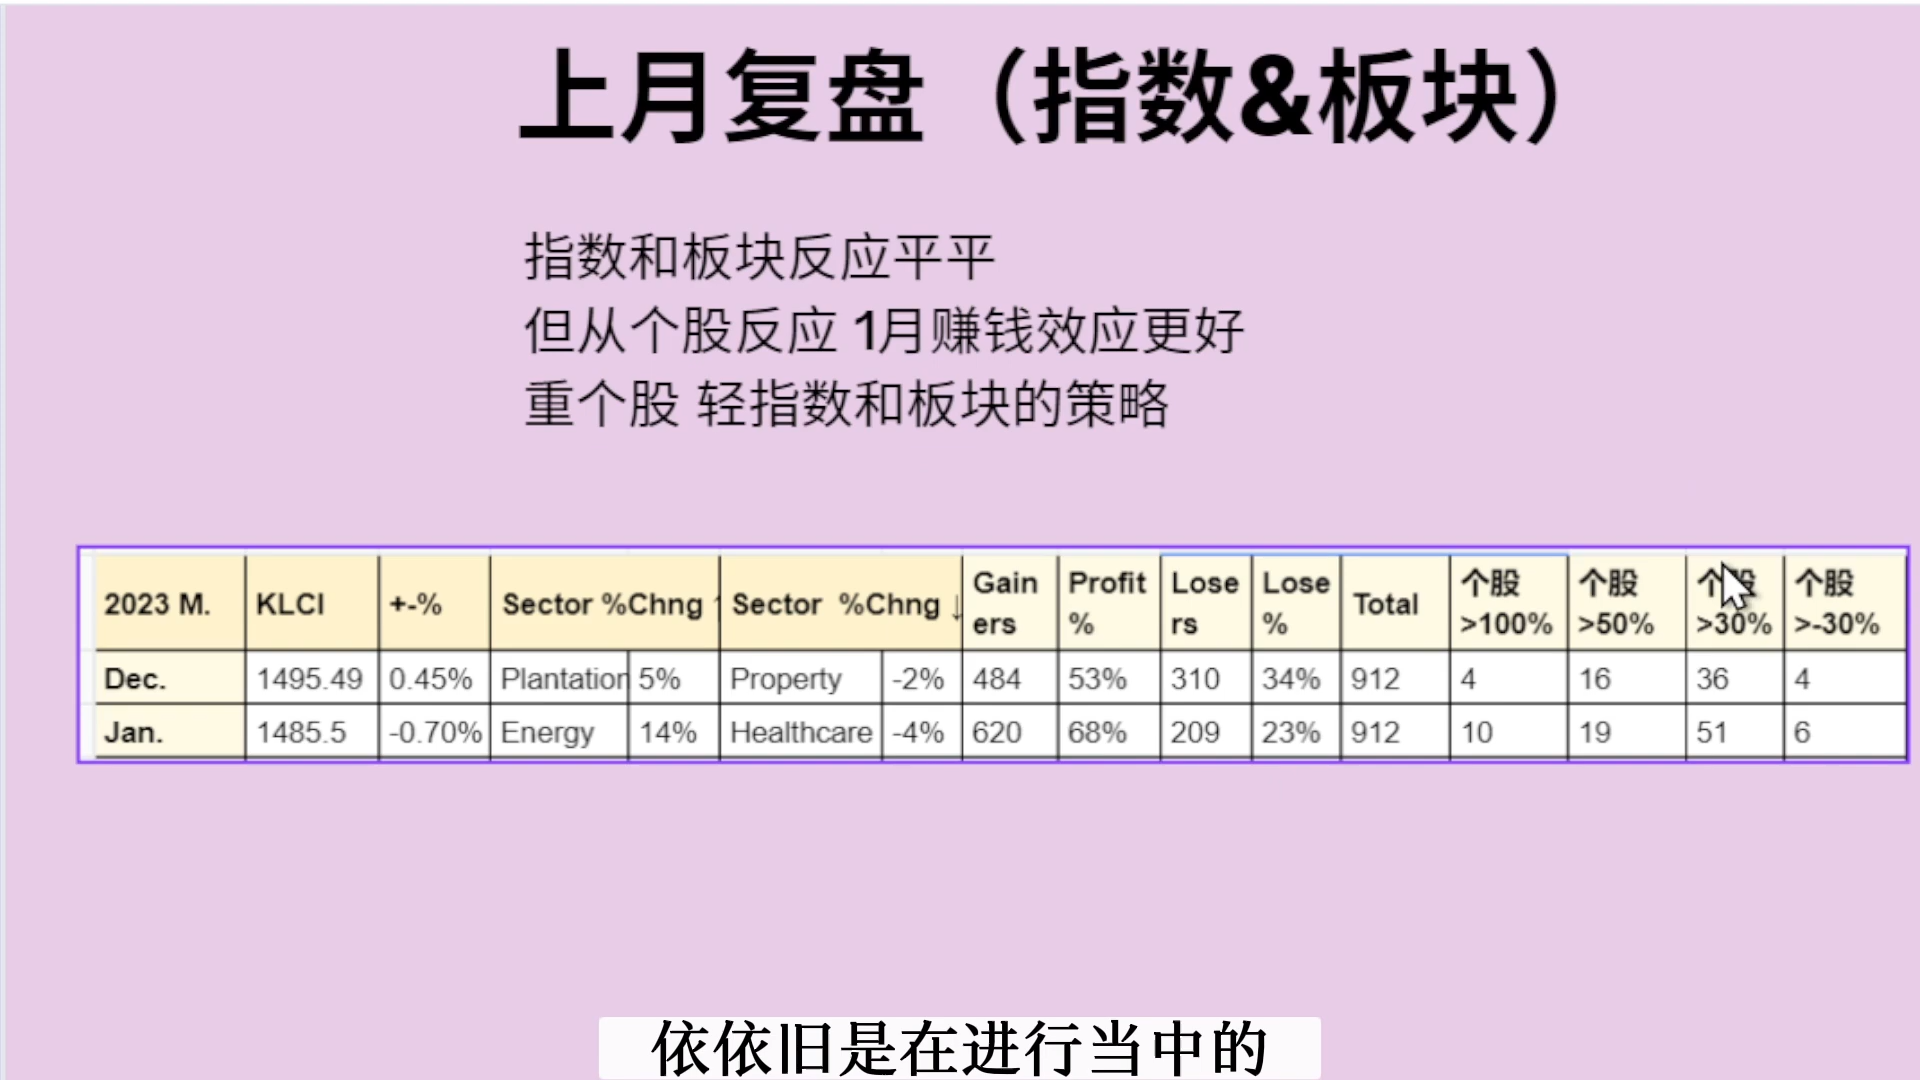 上月复盘（指数&板块）
指数和板块反应平平
但从个股反应 1月赚钱效应更好
重个股 轻指数和板块的策略
2023 M. KLCI +-% Sector %Chng ↑ Sector %Chng ↓ Gainers Profit % Losers Lose % Total 个股 >100% 个股 >50% 个股 >30% 个股 >-30%
Dec. 1495.49 0.45% Plantation 5% Property -2% 484 53% 310 34% 912 4 16 36 4
Jan. 1485.5 -0.70% Energy 14% Healthcare -4% 620 68% 209 23% 912 10 19 51 6
依依旧是在进行当中的